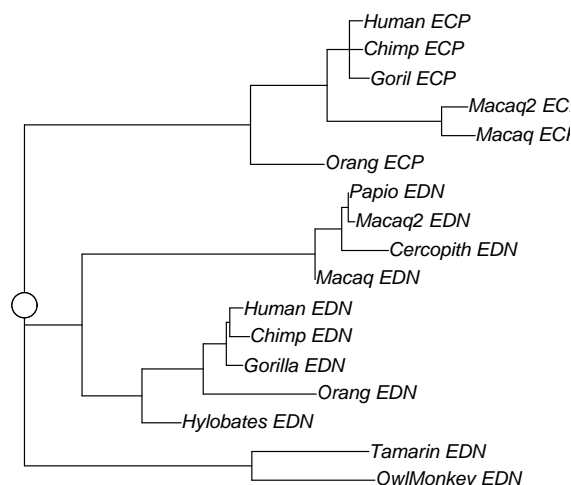 Human ECP
Chimp ECP
Goril ECP
Macaq2 EC
Macaq ECP
Orang ECP
Papio EDN
Macaq2 EDN
Cercopith EDN
Macaq EDN
Human EDN
Chimp EDN
Gorilla EDN
Orang EDN
Hylobates EDN
Tamarin EDN
OwlMonkey EDN